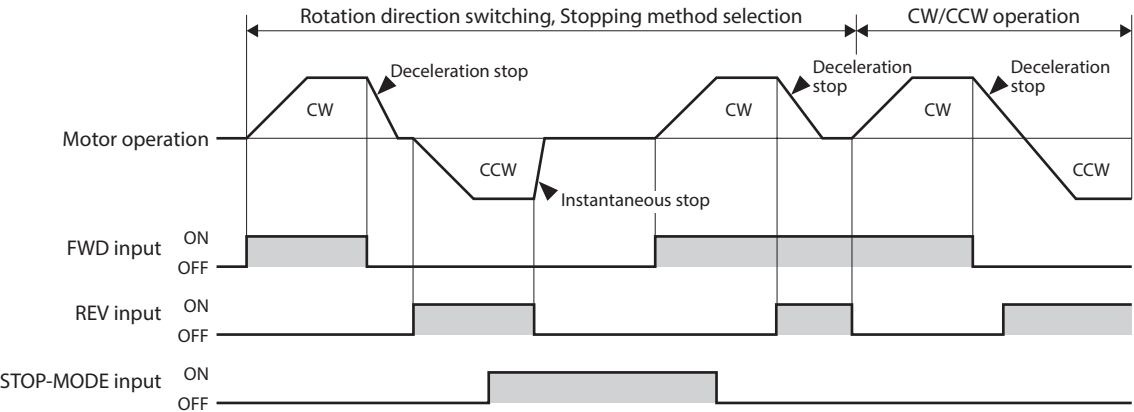 Rotation direction switching, Stopping method selection
CW/CCW operation
Deceleration stop
Deceleration
stop
Deceleration
stop
CW
CW
CW
Motor operation
CCW
CCW
Instantaneous stop
FWD input
ON
OFF
REV input
ON
OFF
STOP-MODE input
ON
OFF